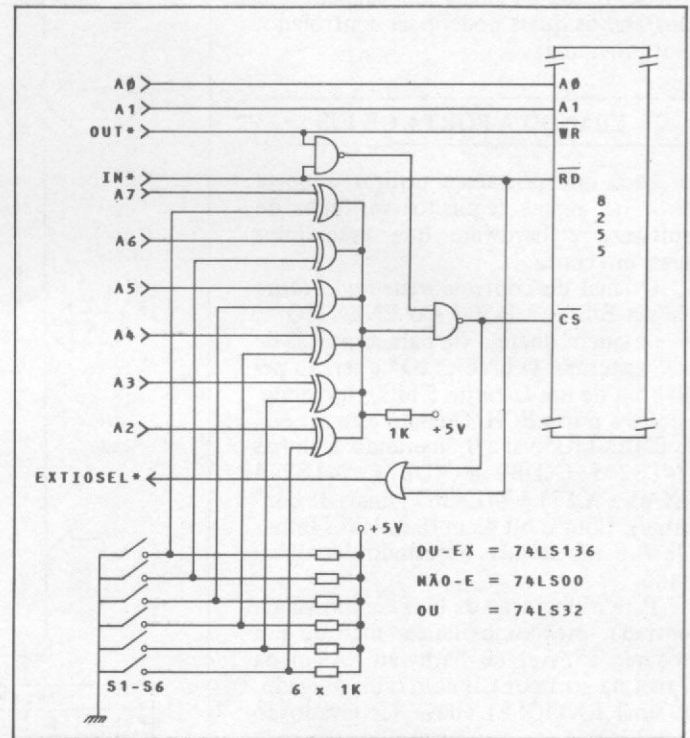 AØ
A1
OUT*
IN*
A7
A6
A5
A4
A3
A2
EXTIOSEL*
AØ
A1
WR
RD
8
2
5
5
CS
1K
+5V
+5V
OU-EX = 74LS136
NÃO-E = 74LS00
OU = 74LS32
S1-S6
6 x 1K